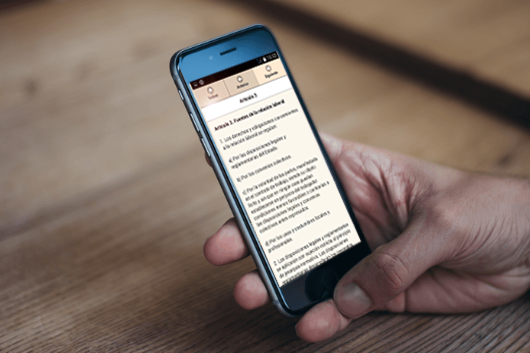 Anterior
Siguiente
Artículo 3
Artículo 3. Fuentes de la relación laboral.
1. Los derechos y obligaciones concernientes
a la relación laboral se regulan:
a) Por las disposiciones legales y
reglamentarias del Estado.
b) Por los convenios colectivos.
c) Por la voluntad de las partes, manifestada
en el contrato de trabajo, siendo su objeto
lícito y sin que en ningún caso puedan
establecerse en perjuicio del trabajador
condiciones menos favorables o contrarias a
las disposiciones legales y convenios
colectivos antes expresados.
d) Por los usos y costumbres locales y
profesionales.
2. Las disposiciones legales y reglamentarias
se aplicarán con sujeción estricta al principio
de jerarquía normativa. Las disposiciones